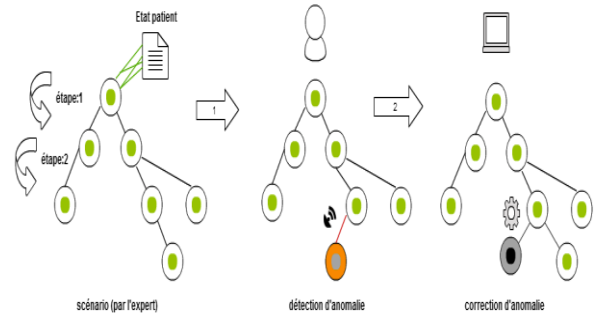 Etat patient
étape:1
1
2
étape:2
scénario (par l'expert)
détection d'anomalie
correction d'anomalie